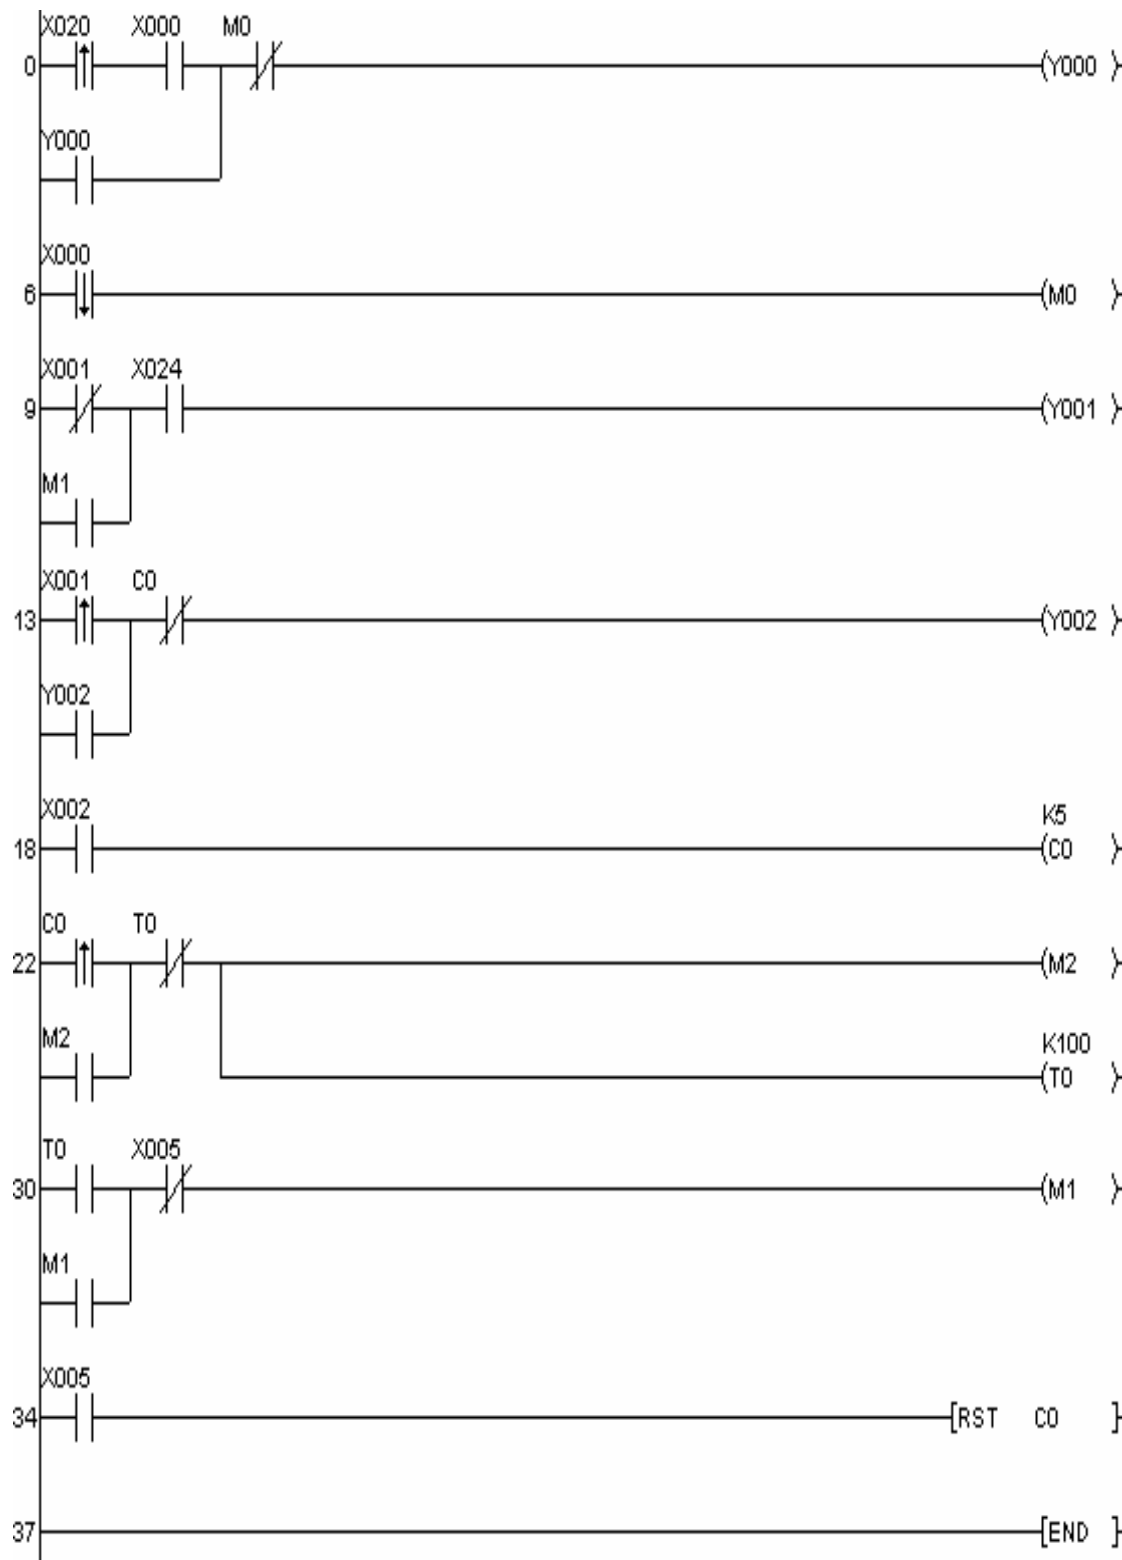 X020 X000 M0
0 (Y000 )
Y000
X000
6 (M0 )
X001 X024
9 (Y001 )
M1
X001 C0
13 (Y002 )
Y002
X002 K5
18 (C0 )
C0 T0
22 (M2 )
M2 K100
(T0 )
T0 X005
30 (M1 )
M1
X005
34 [RST C0 ]
37 [END ]